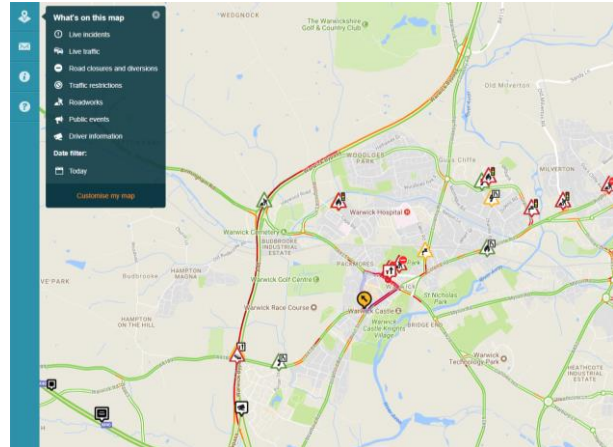 What's on this map
Live incidents
Live traffic
Road closures and diversions
Traffic restrictions
Roadworks
Public events
Driver information
Date filter:
Today
Customise my map
WEDGNOCK
The Warwickshire
Golf & Country Club
Old Milverton
WOODLOES
PARK
Guys Cliffe
MILVERTON
Warwick Hospital
Warwick Cemetery
BUDBROOKE
INDUSTRIAL
ESTATE
PACKMORES
HAMPTON
MAGNA
Budbrooke
Warwick Golf Centre
WARWICK
St Nicholas
Park
HAMPTON
ON THE HILL
Warwick Race Course
Warwick Castle
Warwick
Castle Knights
Village
BRIDGE END
Warwick
Technology Park
HEATHCOTE
INDUSTRIAL
ESTATE